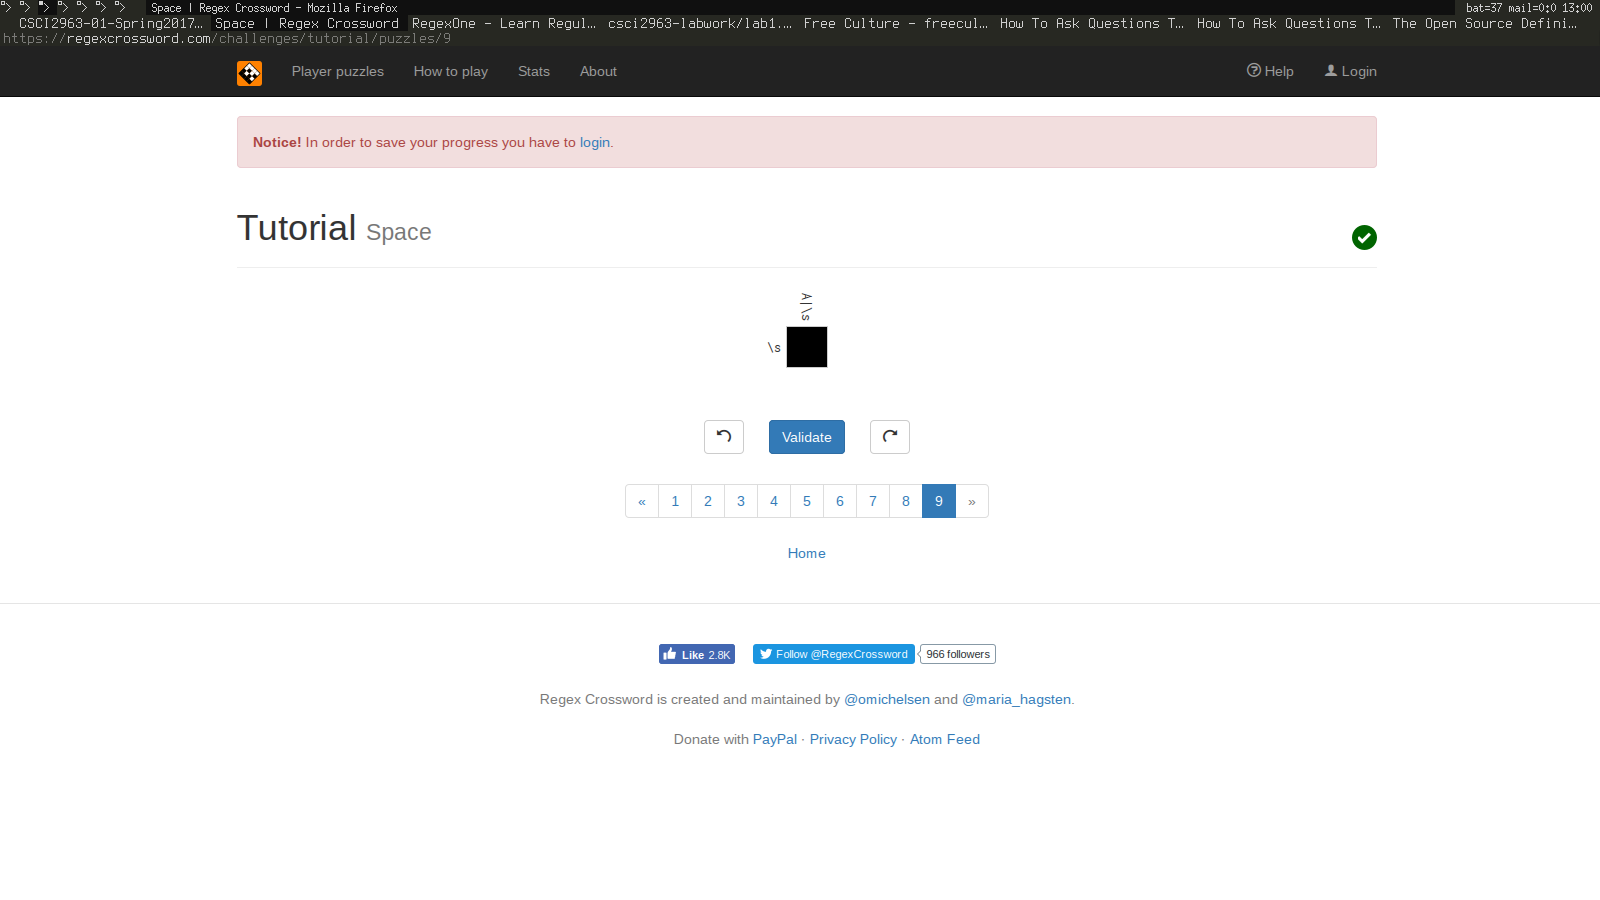 Space | Regex Crossword - Mozilla Firefox
bat=37 mail=0:0 13:00
CSCI2963-01-Spring2017… Space | Regex Crossword RegexOne - Learn Regul… csci2963-labwork/lab1.… Free Culture - freecul… How To Ask Questions T… How To Ask Questions T… The Open Source Defini…
https://regexcrossword.com/challenges/tutorial/puzzles/9
Player puzzles How to play Stats About Help Login
Notice! In order to save your progress you have to login.
Tutorial Space
A|\s
\s
Validate
« 1 2 3 4 5 6 7 8 9 »
Home
Like 2.8K Follow @RegexCrossword 966 followers
Regex Crossword is created and maintained by @omichelsen and @maria_hagsten.
Donate with PayPal · Privacy Policy · Atom Feed